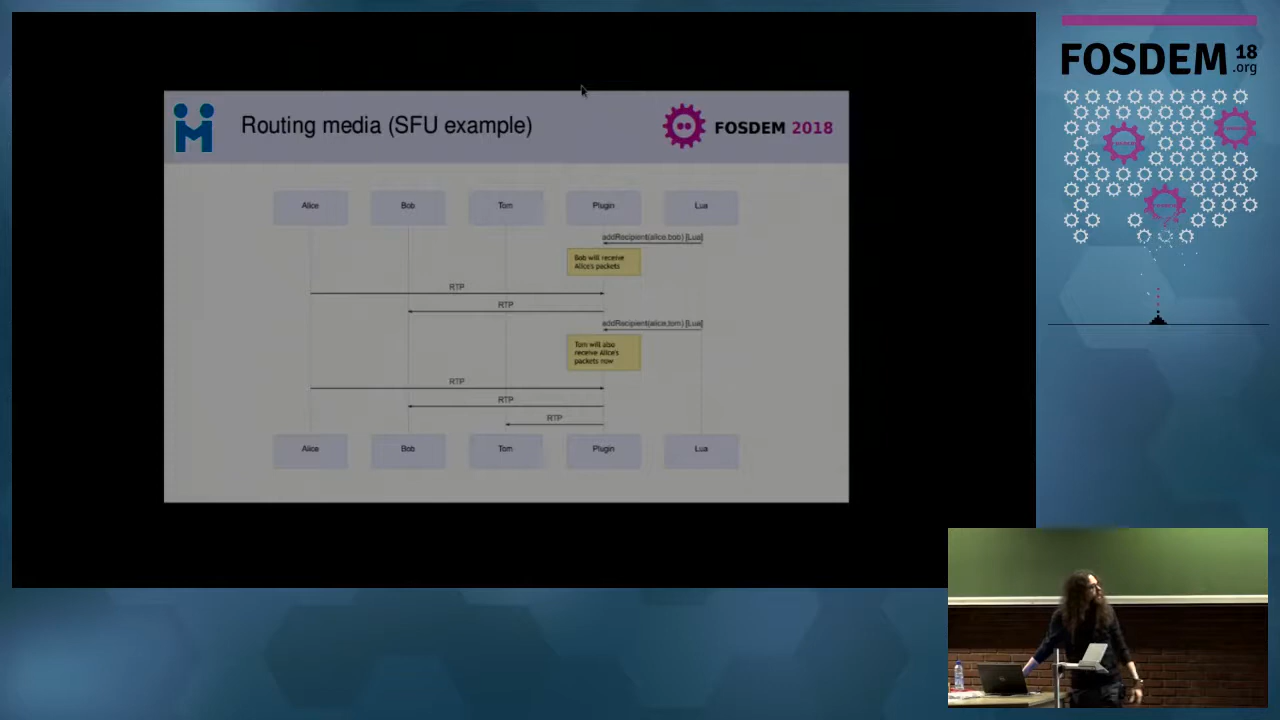 Routing media (SFU example)
FOSDEM 2018
Alice
Bob
Tom
Plugin
Lua
addRecipient(alice,bob) [Lua]
Bob will receive
Alice's packets
RTP
RTP
addRecipient(alice,tom) [Lua]
Tom will also
receive Alice's
packets now
RTP
RTP
RTP
Alice
Bob
Tom
Plugin
Lua
FOSDEM 18
.org